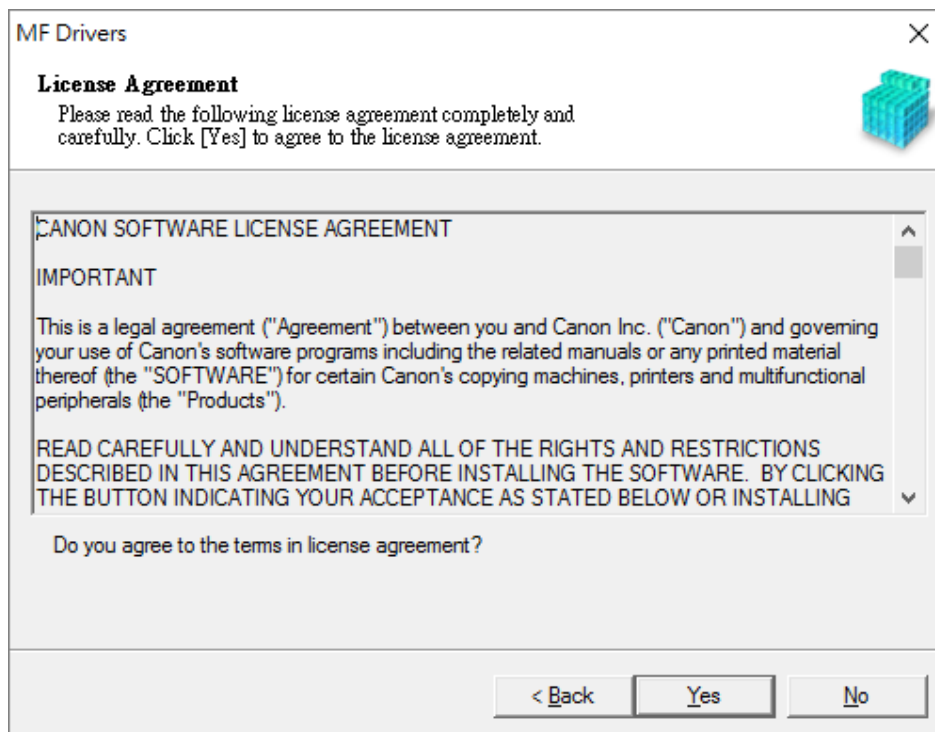 MF Drivers
License Agreement
Please read the following license agreement completely and
carefully. Click [Yes] to agree to the license agreement.
CANON SOFTWARE LICENSE AGREEMENT
IMPORTANT
This is a legal agreement ("Agreement") between you and Canon Inc. ("Canon") and governing
your use of Canon's software programs including the related manuals or any printed material
thereof (the "SOFTWARE") for certain Canon's copying machines, printers and multifunctional
peripherals (the "Products").
READ CAREFULLY AND UNDERSTAND ALL OF THE RIGHTS AND RESTRICTIONS
DESCRIBED IN THIS AGREEMENT BEFORE INSTALLING THE SOFTWARE.  BY CLICKING
THE BUTTON INDICATING YOUR ACCEPTANCE AS STATED BELOW OR INSTALLING
Do you agree to the terms in license agreement?
< Back
Yes
No